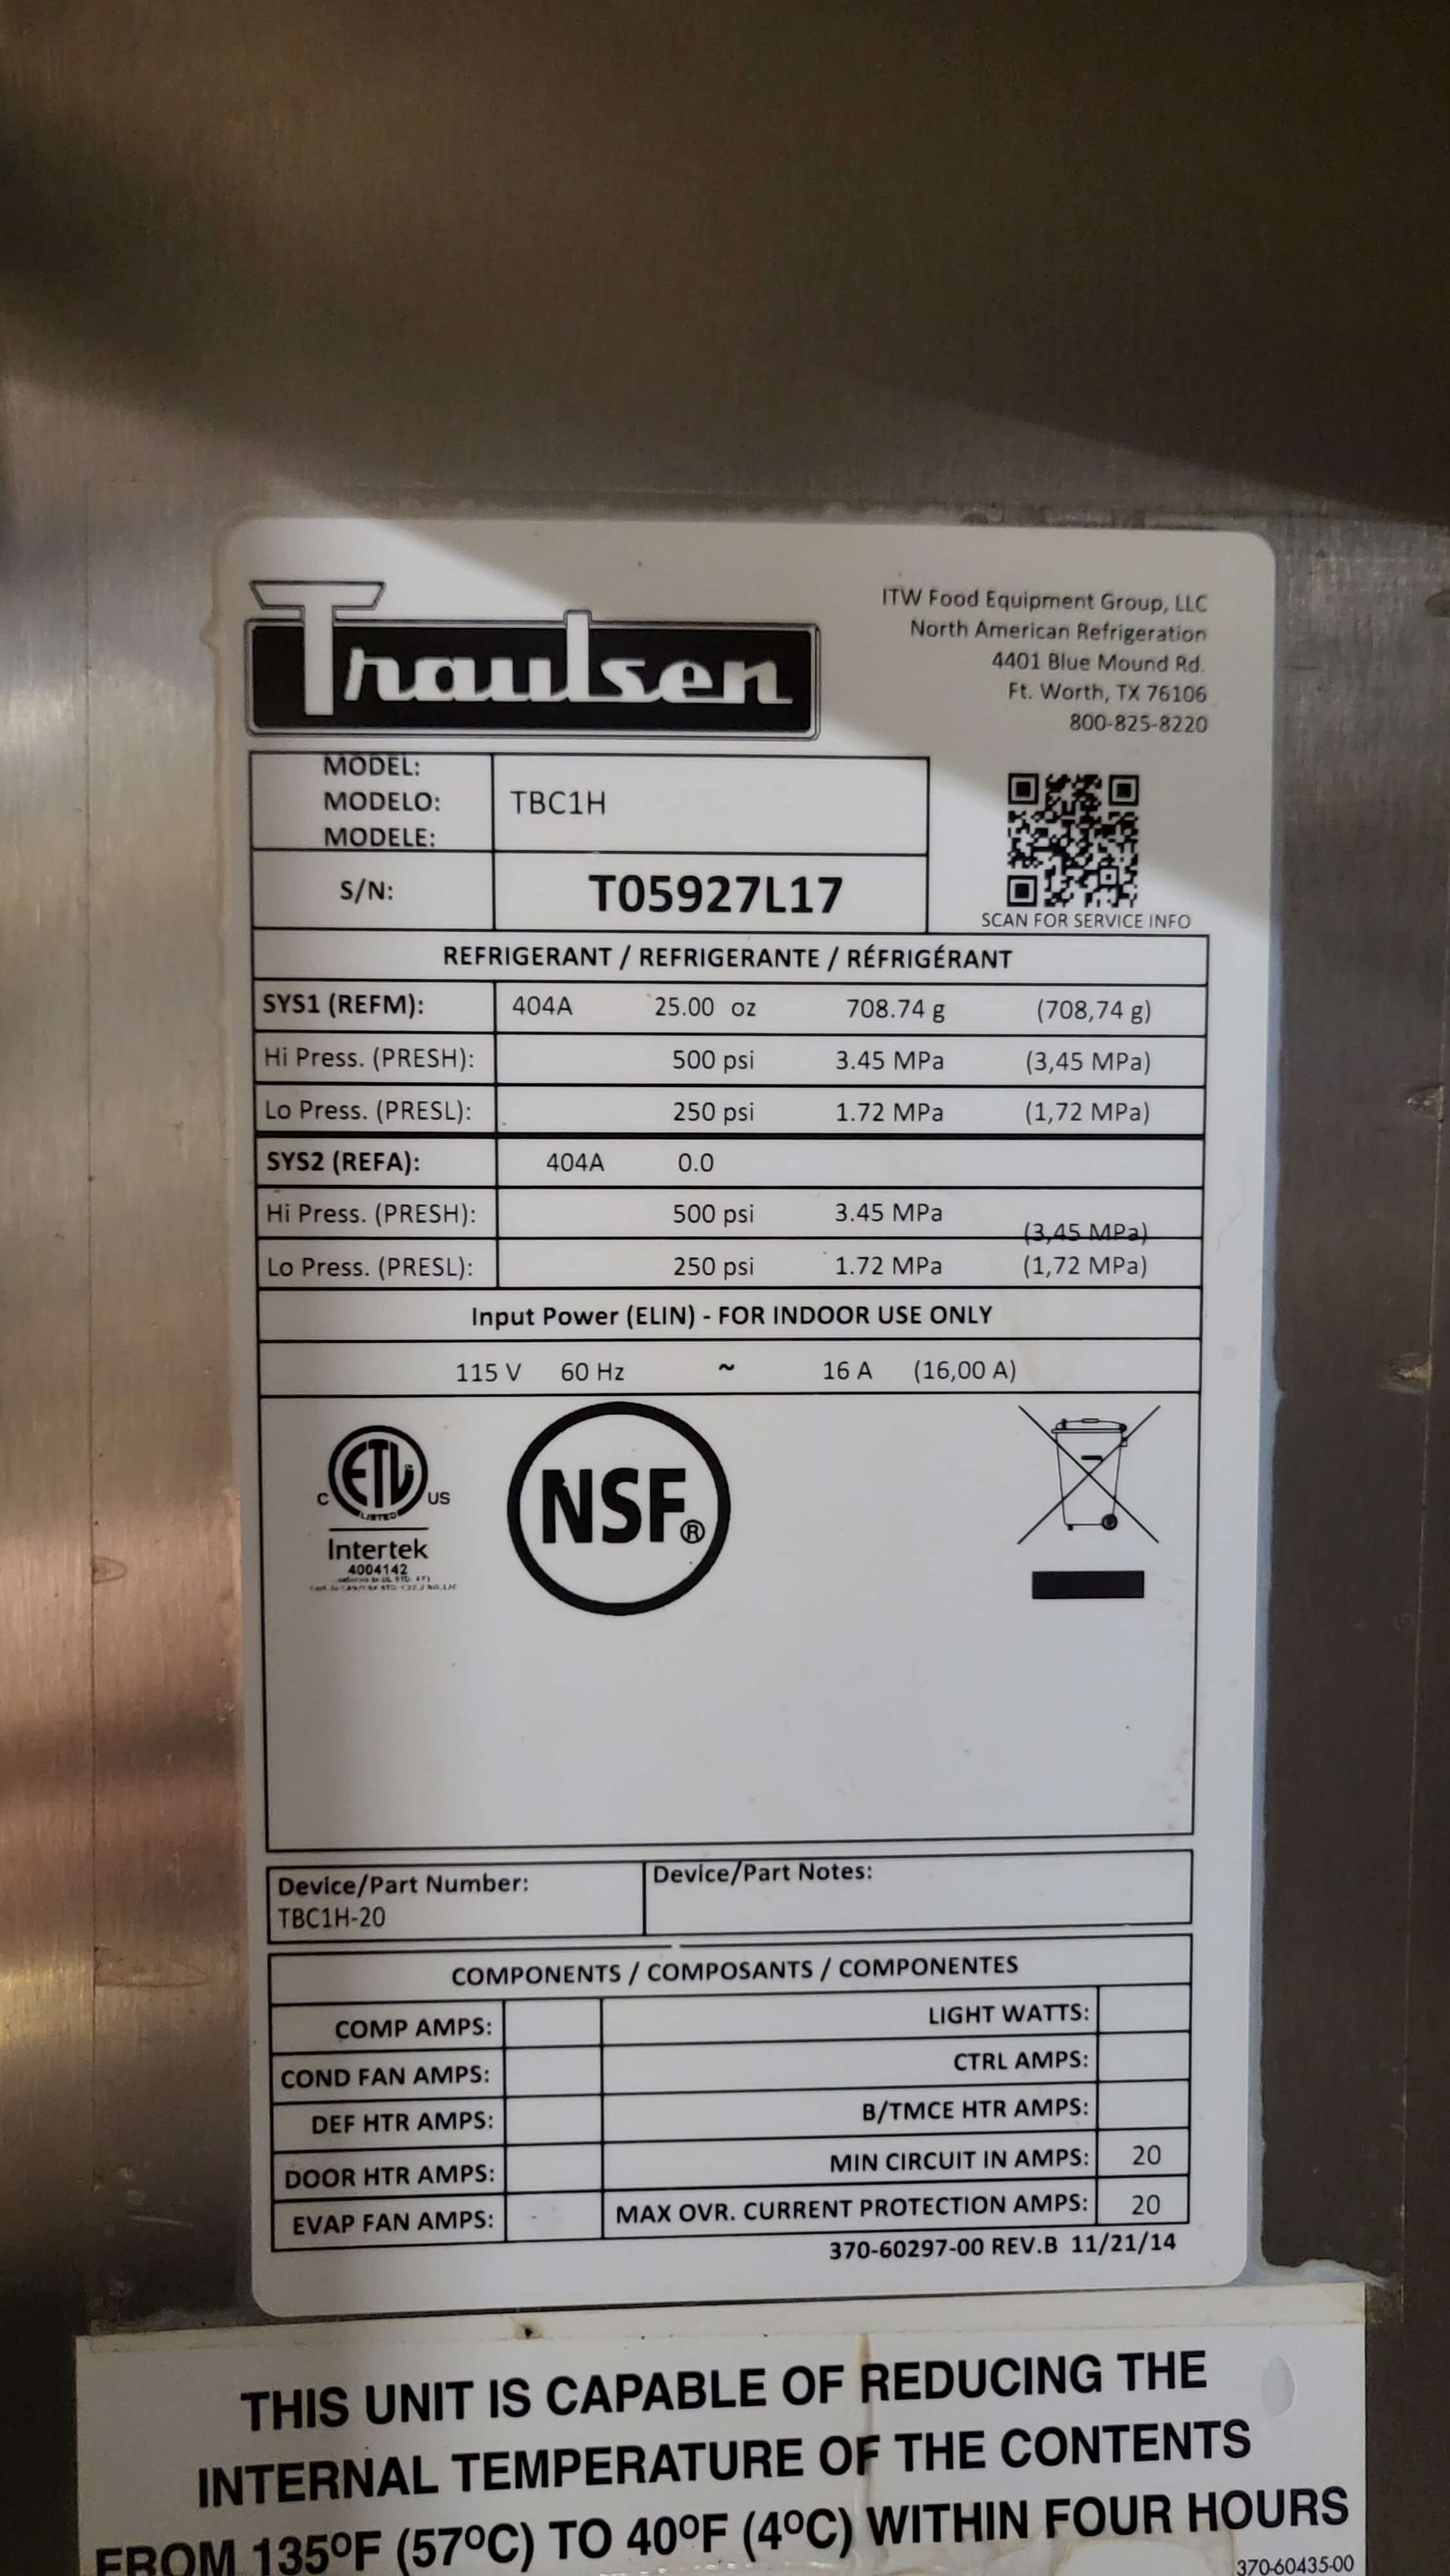 Traulsen
ITW Food Equipment Group, LLC
North American Refrigeration
4401 Blue Mound Rd.
Ft. Worth, TX 76106
800-825-8220
MODEL:
MODELO: TBC1H
MODELE:
S/N: T05927L17
SCAN FOR SERVICE INFO
REFRIGERANT / REFRIGERANTE / RÉFRIGÉRANT
SYS1 (REFM): 404A 25.00 oz 708.74 g (708,74 g)
Hi Press. (PRESH): 500 psi 3.45 MPa (3,45 MPa)
Lo Press. (PRESL): 250 psi 1.72 MPa (1,72 MPa)
SYS2 (REFA): 404A 0.0
Hi Press. (PRESH): 500 psi 3.45 MPa (3,45 MPa)
Lo Press. (PRESL): 250 psi 1.72 MPa (1,72 MPa)
Input Power (ELIN) - FOR INDOOR USE ONLY
115 V 60 Hz ~ 16 A (16,00 A)
ETL
C US
LISTED
Intertek
4004142
NSF®
Device/Part Number:
TBC1H-20
Device/Part Notes:
COMPONENTS / COMPOSANTS / COMPONENTES
COMP AMPS: LIGHT WATTS:
COND FAN AMPS: CTRL AMPS:
DEF HTR AMPS: B/TMCE HTR AMPS:
DOOR HTR AMPS: MIN CIRCUIT IN AMPS: 20
EVAP FAN AMPS: MAX OVR. CURRENT PROTECTION AMPS: 20
370-60297-00 REV.B 11/21/14
THIS UNIT IS CAPABLE OF REDUCING THE
INTERNAL TEMPERATURE OF THE CONTENTS
FROM 135ºF (57ºC) TO 40ºF (4ºC) WITHIN FOUR HOURS
370-60435-00